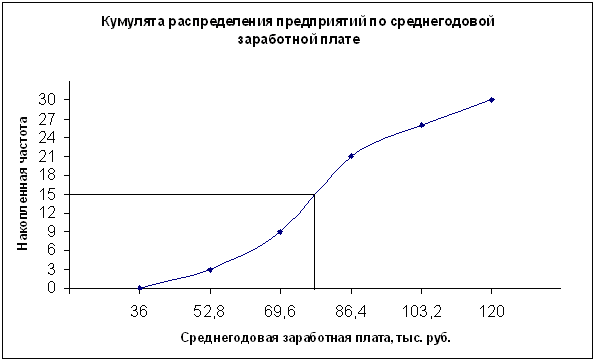 Кумулята распределения предприятий по среднегодовой
заработной плате
Накопленная частота
30
27
24
21
18
15
12
9
6
3
0
36 52,8 69,6 86,4 103,2 120
Среднегодовая заработная плата, тыс. руб.